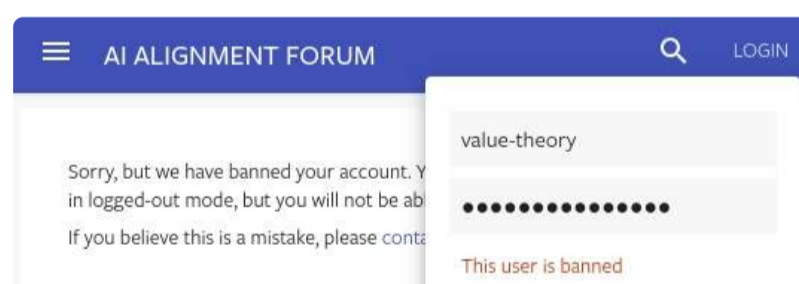 AI ALIGNMENT FORUM
LOGIN
Sorry, but we have banned your account. Y
in logged-out mode, but you will not be ab
If you believe this is a mistake, please conta
value-theory
•••••••••••••••
This user is banned